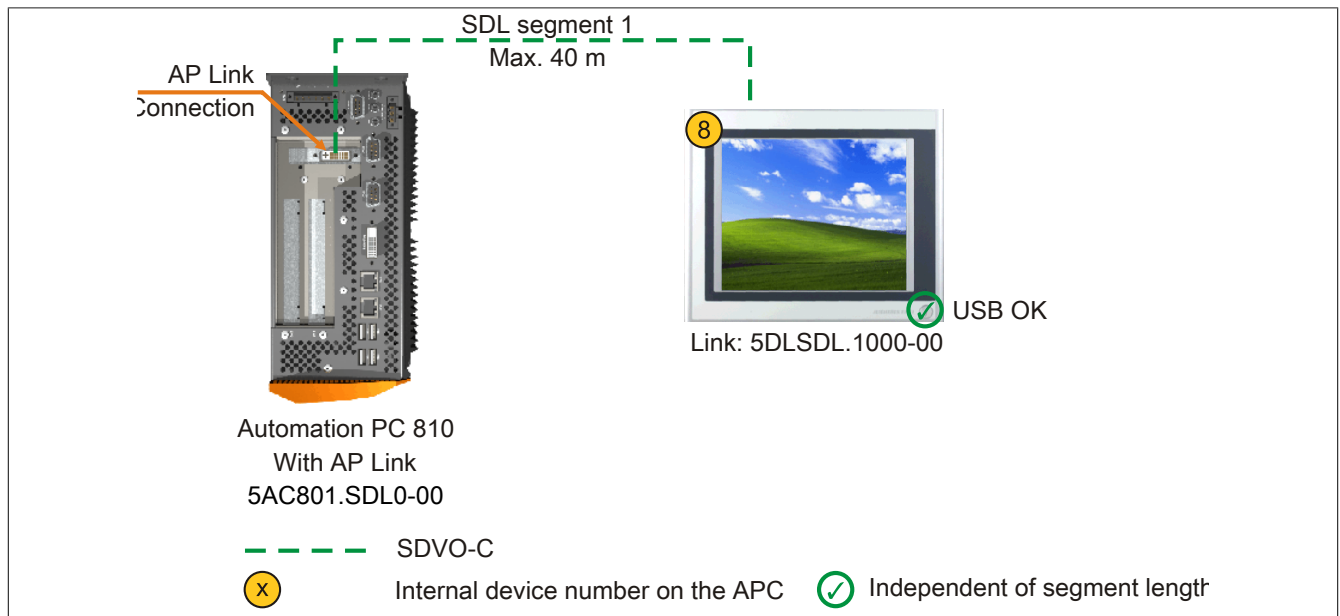 SDL segment 1
Max. 40 m
AP Link
Connection
8
USB OK
Link: 5DLSDL.1000-00
Automation PC 810
With AP Link
5AC801.SDL0-00
SDVO-C
x
Internal device number on the APC
Independent of segment length